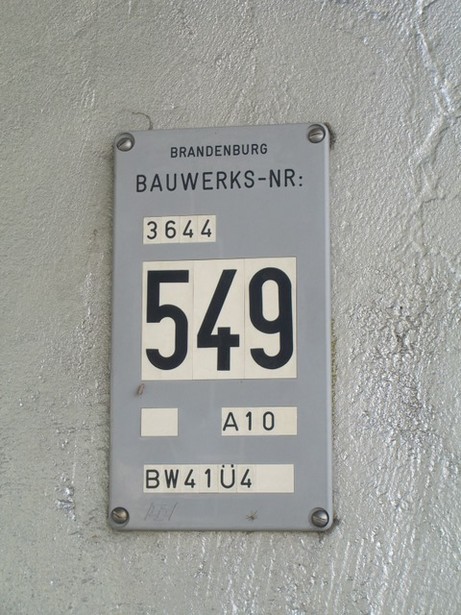 BRANDENBURG
BAUWERKS-NR:
3644
549
A10
BW41Ü4